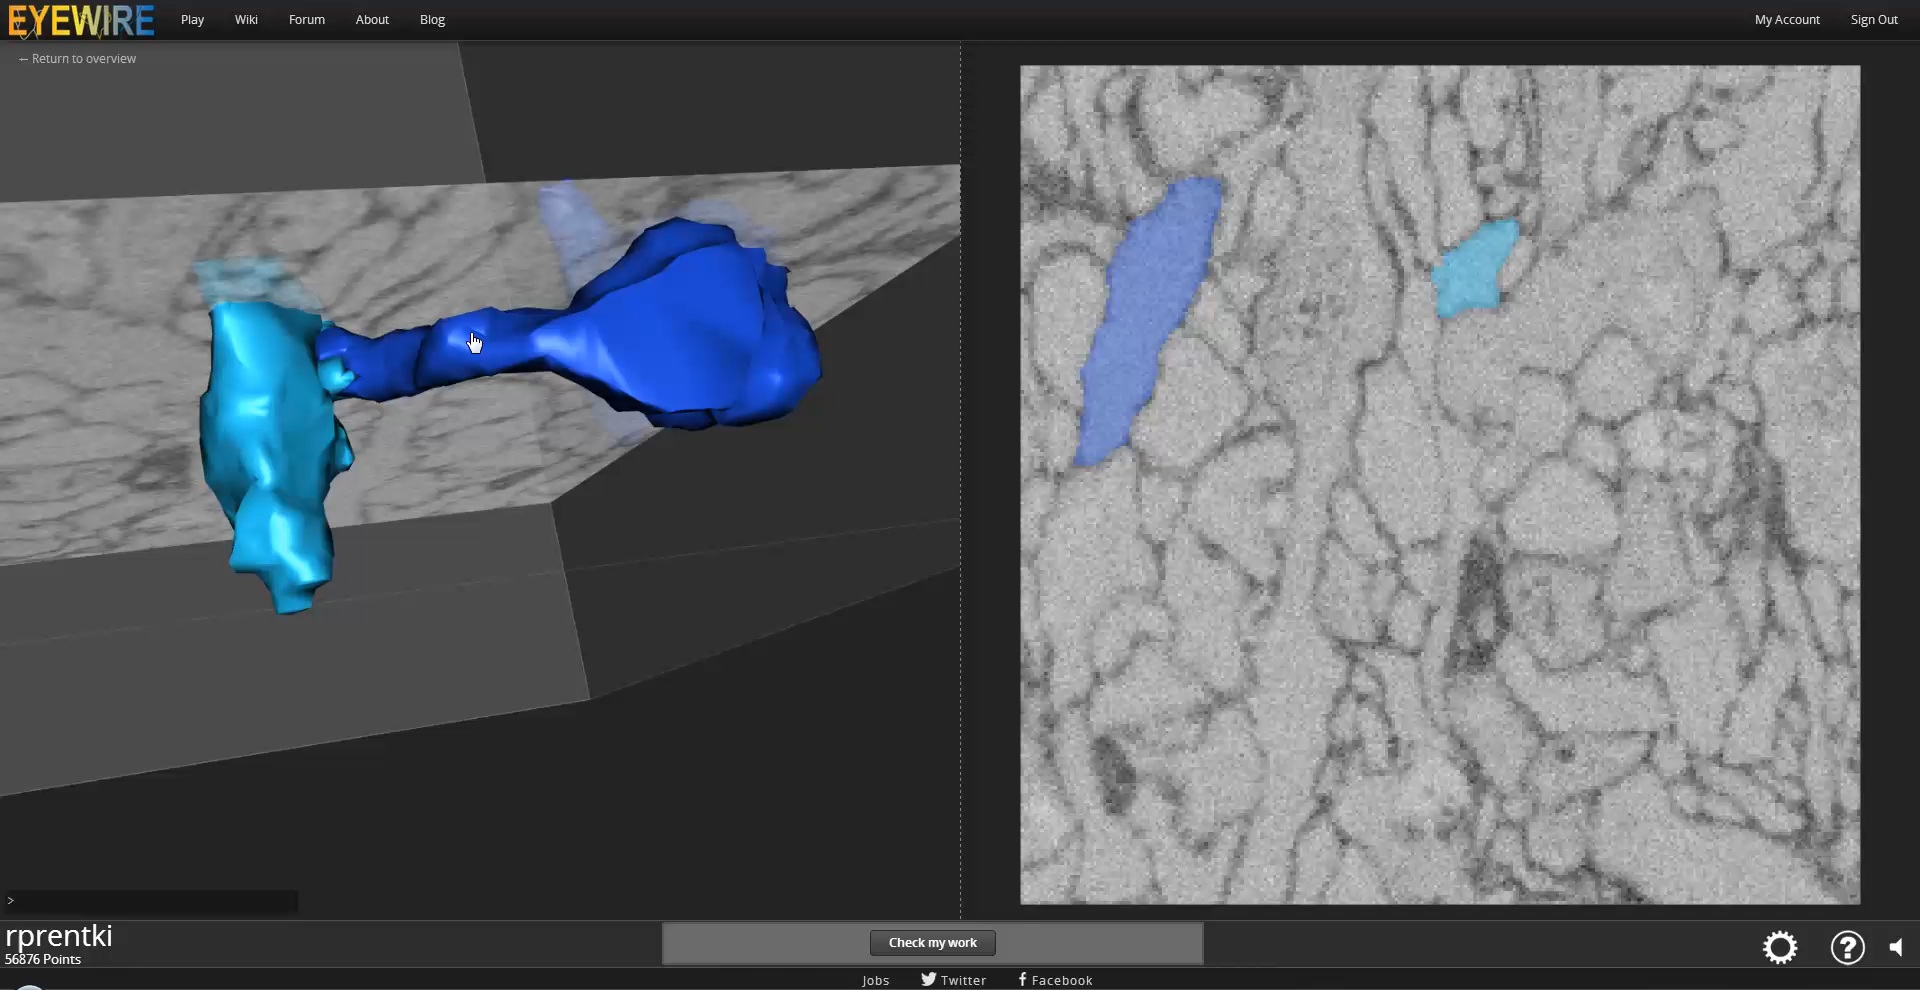 EYEWIRE Play Wiki Forum About Blog My Account Sign Out
← Return to overview
>
rprentki
56876 Points
Check my work
?
Jobs Twitter Facebook